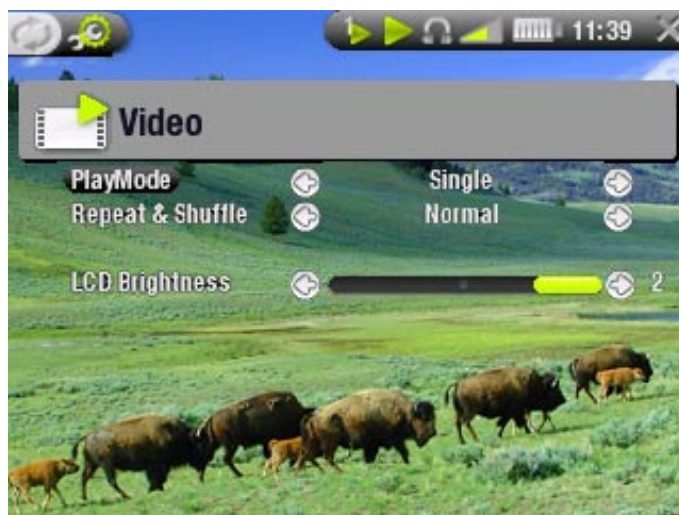 1 11:39
Video
PlayMode Single
Repeat & Shuffle Normal
LCD Brightness 2